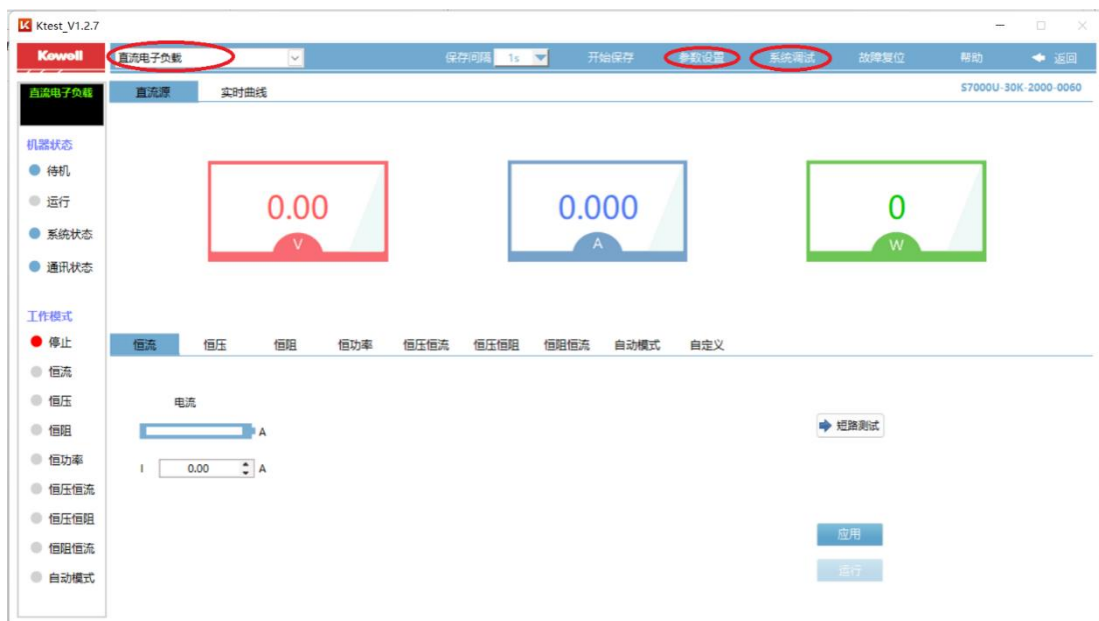 Ktest_V1.2.7
Kewell 直流电子负载 保存间隔 1s 开始保存 参数设置 系统调试 故障复位 帮助 返回
直流电子负载 直流源 实时曲线 S7000U-30K-2000-0060
机器状态
待机
运行
系统状态
通讯状态
0.00 0.000 0
V A W
工作模式
停止
恒流
恒压
恒阻
恒功率
恒压恒流
恒压恒阻
恒阻恒流
自动模式
恒流 恒压 恒阻 恒功率 恒压恒流 恒压恒阻 恒阻恒流 自动模式 自定义
电流
A
I 0.00 A
短路测试
应用
运行